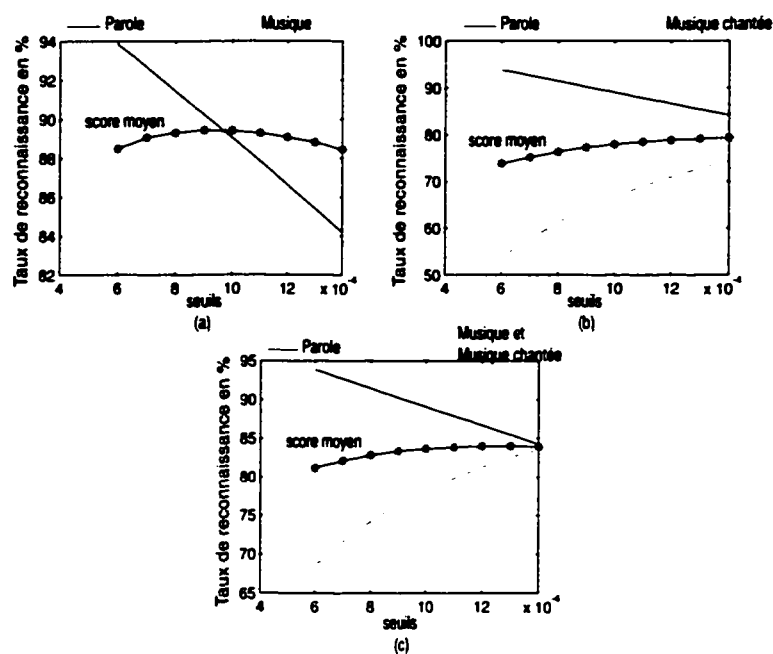 Parole Musique
Taux de reconnaissance en %
94
92
90
88
86
84
82
score moyen
4 6 8 10 12 x 10⁻⁴
seuils
(a)
Parole Musique chantée
Taux de reconnaissance en %
100
90
80
70
60
50
score moyen
4 6 8 10 12 x 10⁻⁴
seuils
(b)
Parole Musique et
Musique chantée
Taux de reconnaissance en %
95
90
85
80
75
70
65
score moyen
4 6 8 10 12 x 10⁻⁴
seuils
(c)